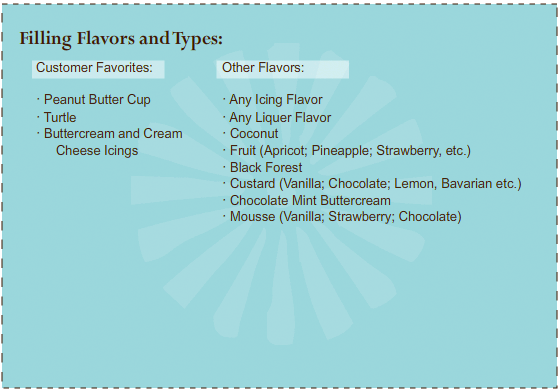 Filling Flavors and Types:
Customer Favorites:
· Peanut Butter Cup
· Turtle
· Buttercream and Cream
Cheese Icings
Other Flavors:
· Any Icing Flavor
· Any Liquer Flavor
· Coconut
· Fruit (Apricot; Pineapple; Strawberry, etc.)
· Black Forest
· Custard (Vanilla; Chocolate; Lemon, Bavarian etc.)
· Chocolate Mint Buttercream
· Mousse (Vanilla; Strawberry; Chocolate)